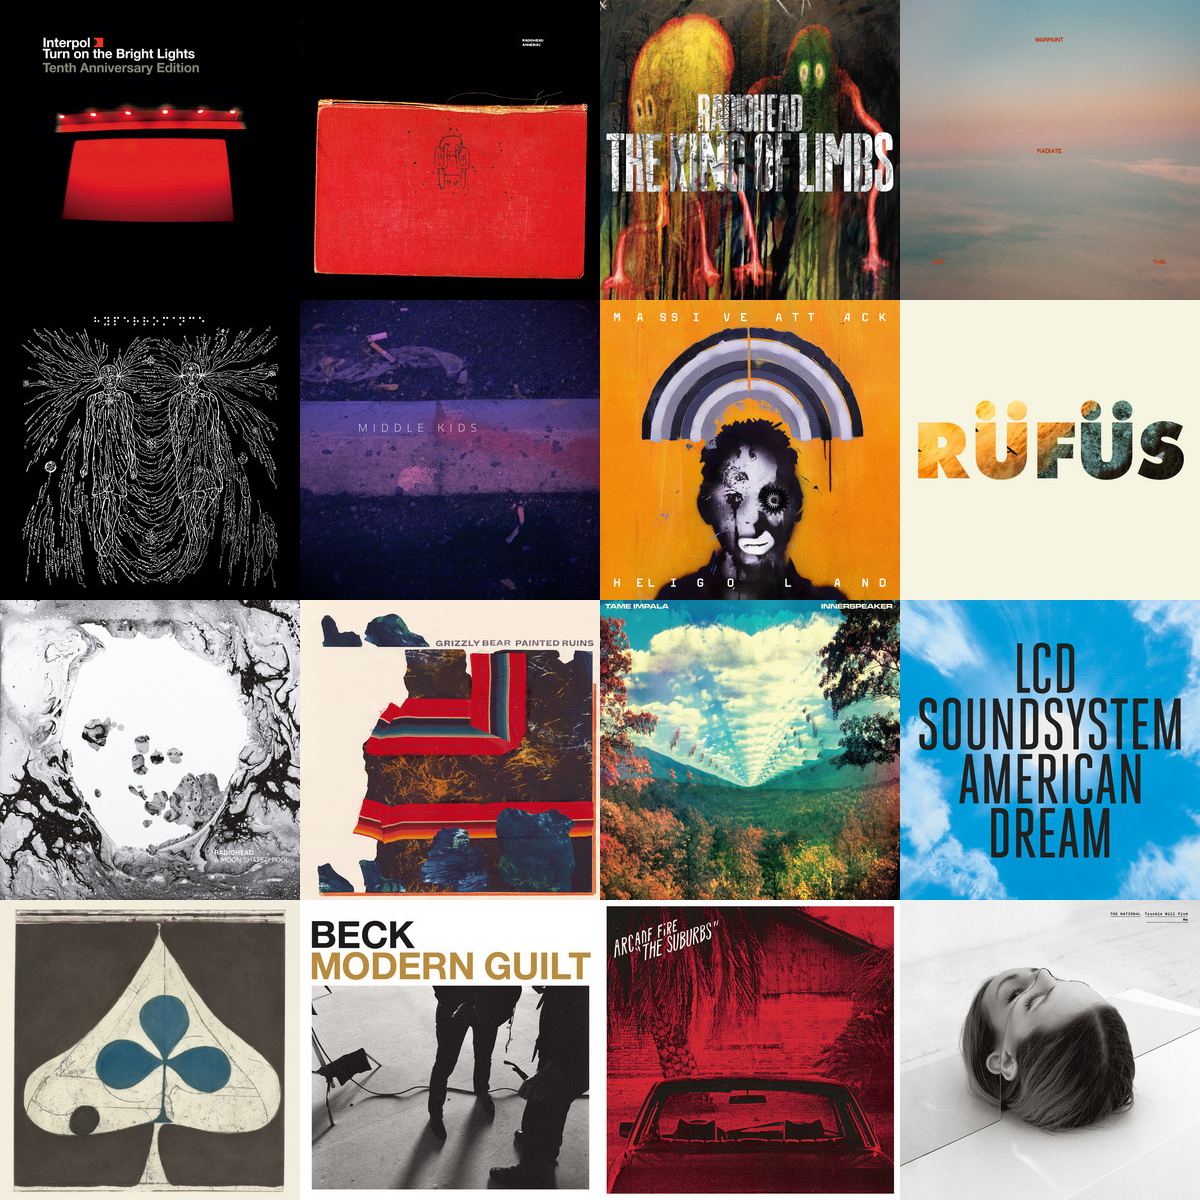 Interpol
Turn on the Bright Lights
Tenth Anniversary Edition
RADIOHEAD
AMNESIAC
RADIOHEAD
THE KING OF LIMBS
WARPAINT
RADIATE
THIS
MIDDLE KIDS
MASSIVE ATTACK
HELIGOLAND
RÜFÜS
RADIOHEAD
A MOON SHAPED POOL
GRIZZLY BEAR PAINTED RUINS
TAME IMPALA
INNERSPEAKER
LCD
SOUNDSYSTEM
AMERICAN
DREAM
BECK
MODERN GUILT
ARCADE FIRE
"THE SUBURBS"
THE NATIONAL Trouble Will Find
Me